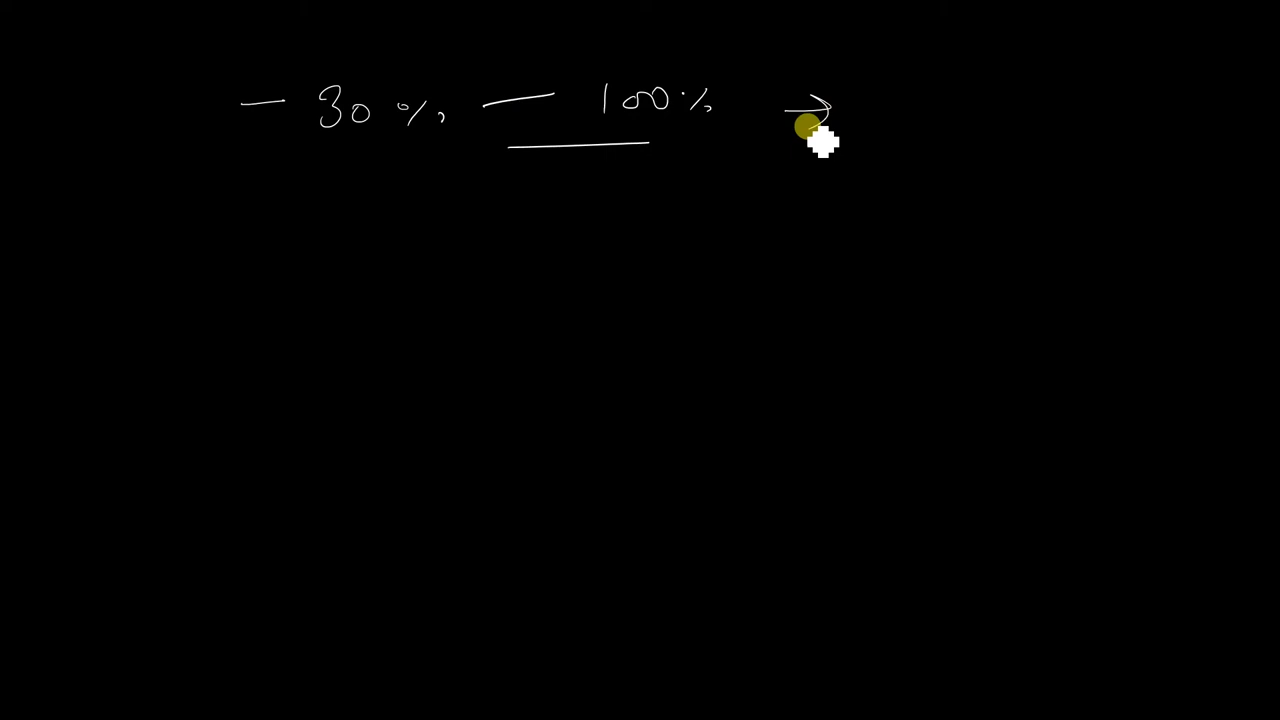 — 30%, — 100% →